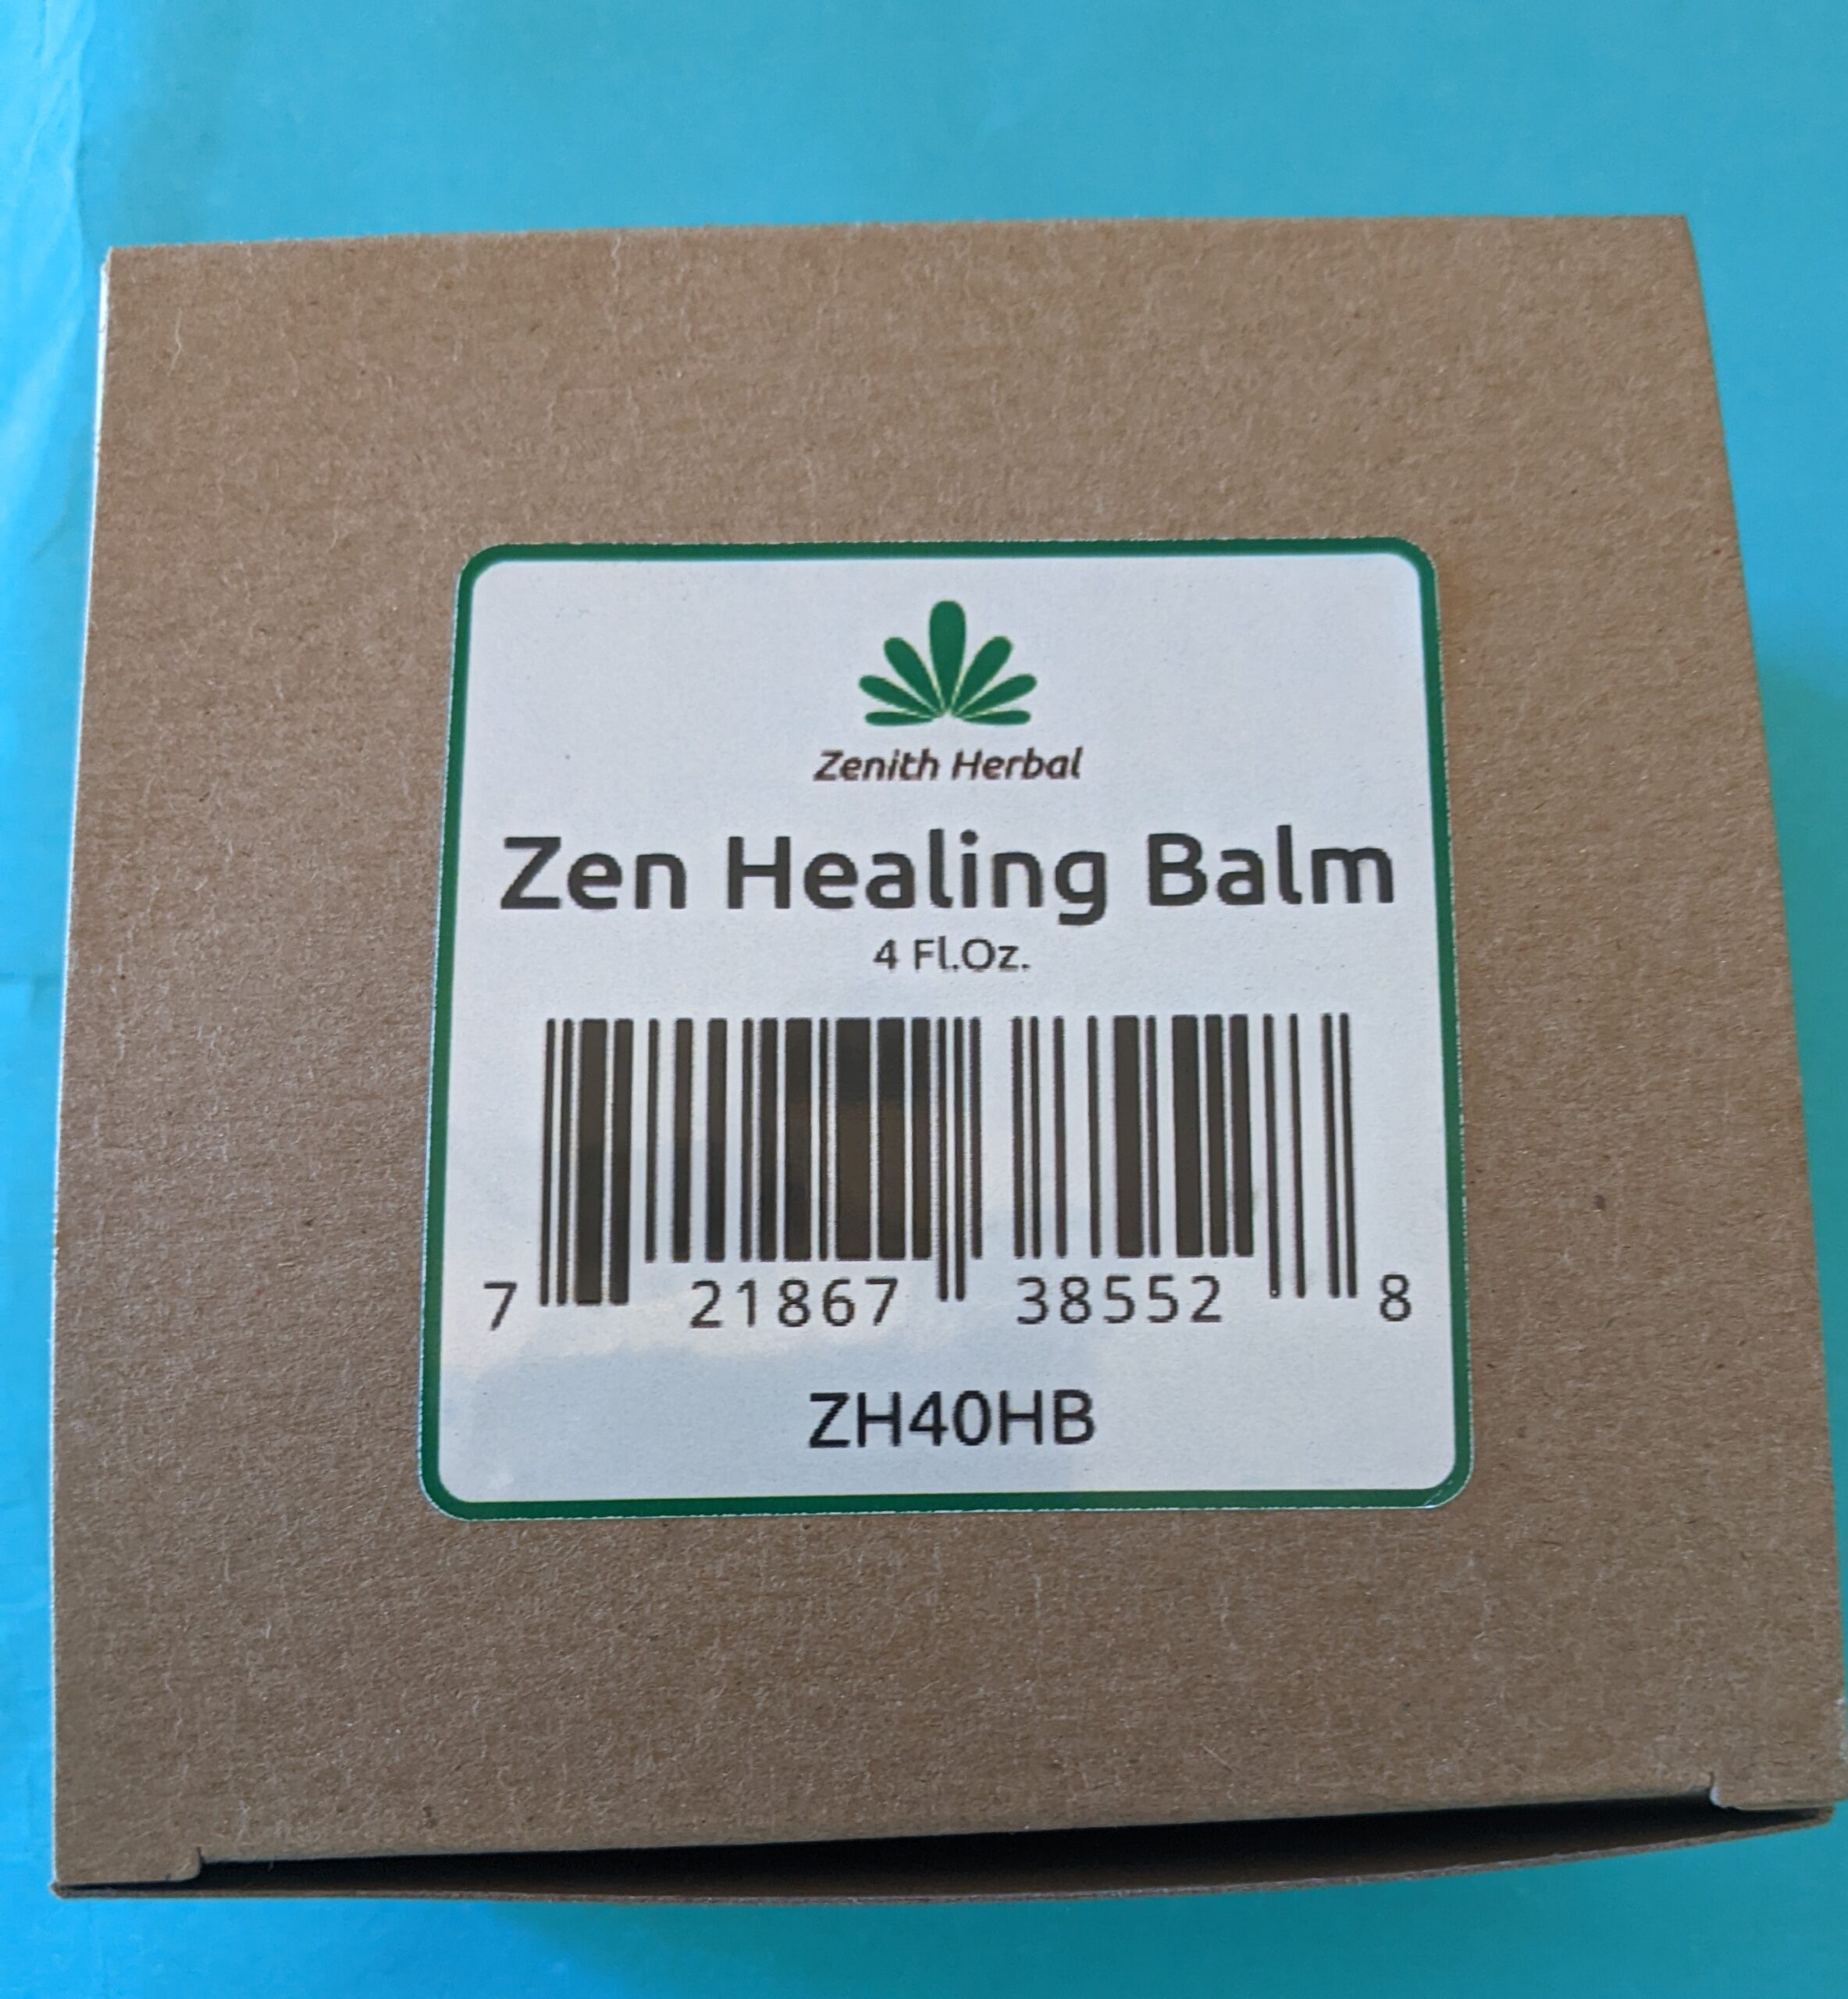 Zenith Herbal
Zen Healing Balm
4 Fl.Oz.
7 21867 38552 8
ZH40HB